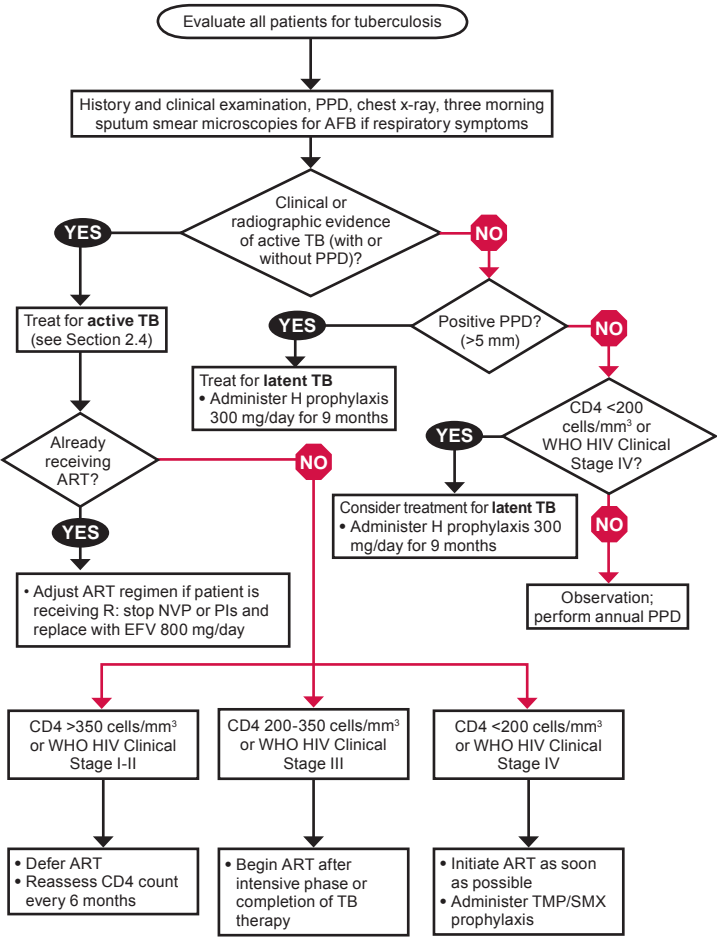 Evaluate all patients for tuberculosis
History and clinical examination, PPD, chest x-ray, three morning
sputum smear microscopies for AFB if respiratory symptoms
Clinical or
radiographic evidence
of active TB (with or
without PPD)?
YES
NO
Treat for active TB
(see Section 2.4)
Positive PPD?
(>5 mm)
YES
NO
Treat for latent TB
• Administer H prophylaxis
300 mg/day for 9 months
CD4 <200
cells/mm³ or
WHO HIV Clinical
Stage IV?
YES
NO
Consider treatment for latent TB
• Administer H prophylaxis 300
mg/day for 9 months
Observation;
perform annual PPD
Already
receiving
ART?
NO
YES
• Adjust ART regimen if patient is
receiving R: stop NVP or PIs and
replace with EFV 800 mg/day
CD4 >350 cells/mm³
or WHO HIV Clinical
Stage I-II
CD4 200-350 cells/mm³
or WHO HIV Clinical
Stage III
CD4 <200 cells/mm³
or WHO HIV Clinical
Stage IV
• Defer ART
• Reassess CD4 count
every 6 months
• Begin ART after
intensive phase or
completion of TB
therapy
• Initiate ART as soon
as possible
• Administer TMP/SMX
prophylaxis